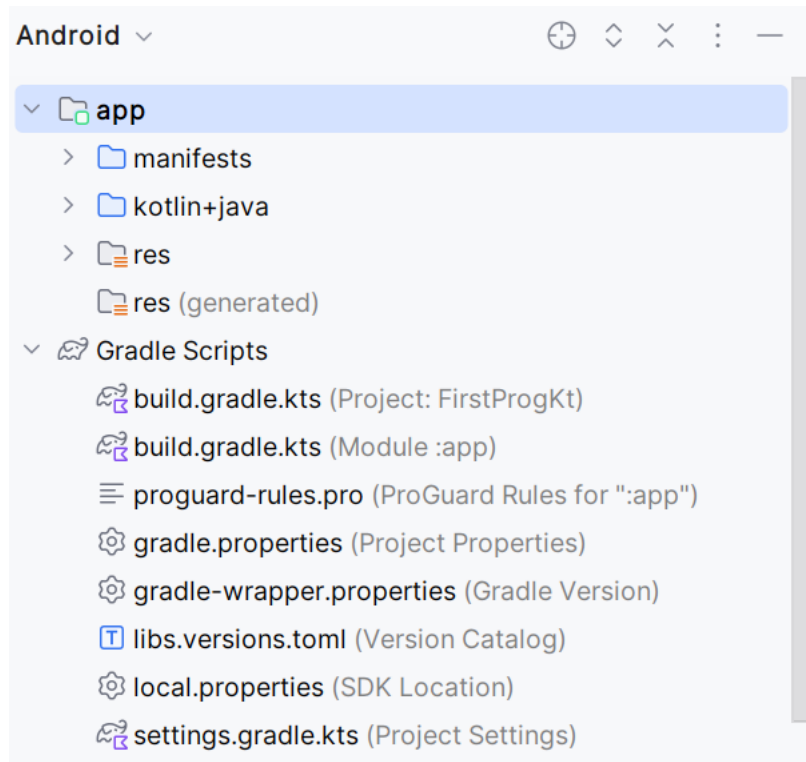 Android
app
manifests
kotlin+java
res
res (generated)
Gradle Scripts
build.gradle.kts (Project: FirstProgKt)
build.gradle.kts (Module :app)
proguard-rules.pro (ProGuard Rules for ":app")
gradle.properties (Project Properties)
gradle-wrapper.properties (Gradle Version)
libs.versions.toml (Version Catalog)
local.properties (SDK Location)
settings.gradle.kts (Project Settings)